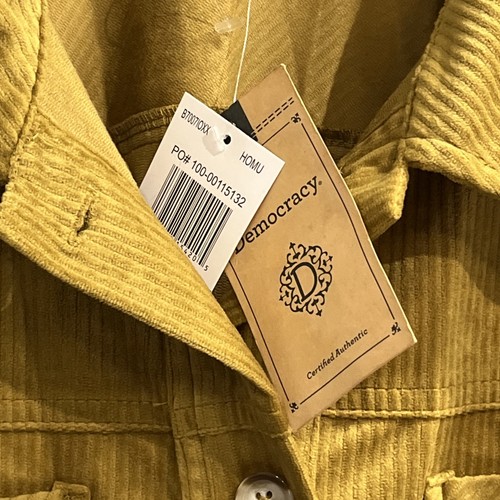 B7007IOXX
HOMU
PO# 100-00115132
Democracy®
D
Certified Authentic